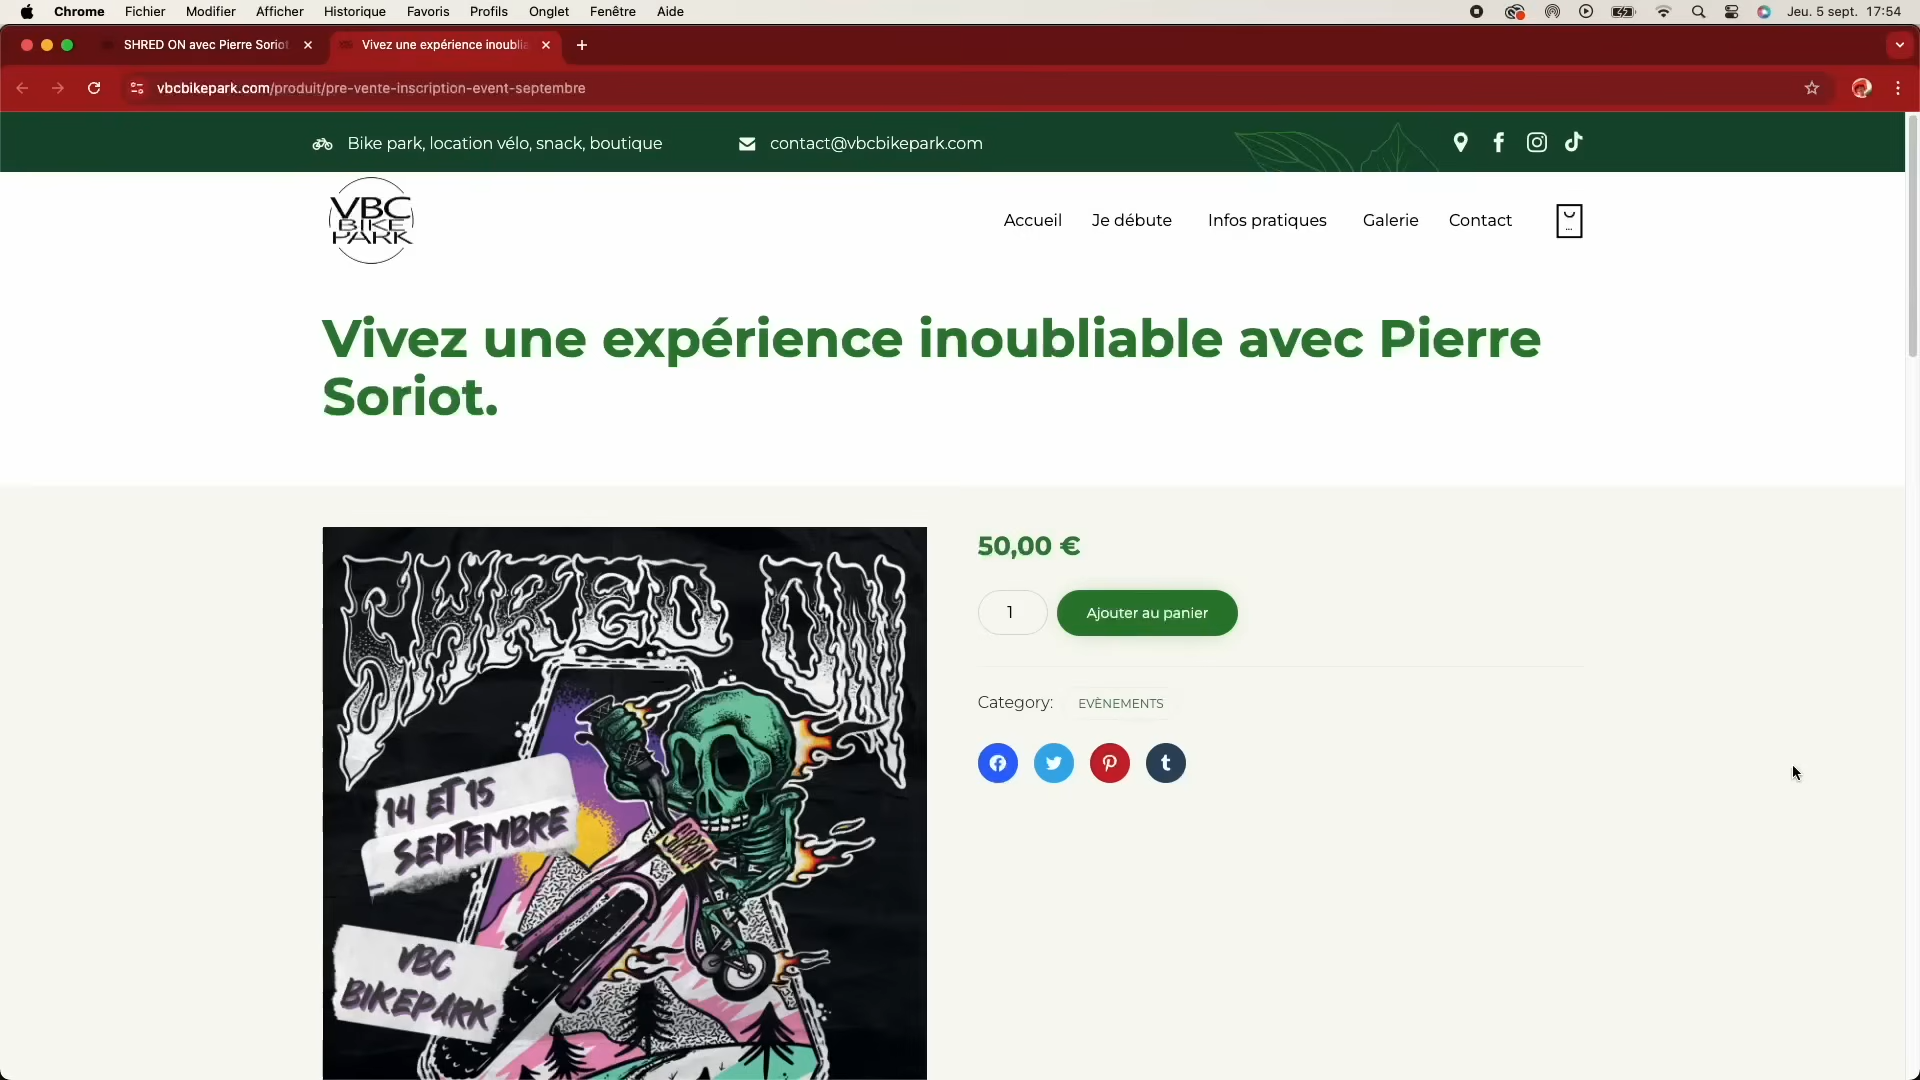 Chrome Fichier Modifier Afficher Historique Favoris Profils Onglet Fenêtre Aide Jeu. 5 sept. 17:54
SHRED ON avec Pierre Soriot Vivez une expérience inoublia
vbcbikepark.com/produit/pre-vente-inscription-event-septembre
Bike park, location vélo, snack, boutique contact@vbcbikepark.com
VBC
BIKE
PARK
Accueil Je débute Infos pratiques Galerie Contact
Vivez une expérience inoubliable avec Pierre
Soriot.
SHRED ON
14 ET 15
SEPTEMBRE
VBC
BIKEPARK
50,00 €
1 Ajouter au panier
Category: EVÈNEMENTS